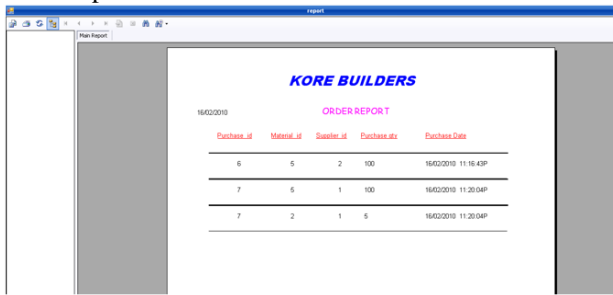 report
Main Report
KORE BUILDERS
16/02/2010 ORDER REPORT
Purchase_id Material_id Supplier_id Purchase qty Purchase Date
6 5 2 100 16/02/2010 11:16:43P
7 5 1 100 16/02/2010 11:20:04P
7 2 1 5 16/02/2010 11:20:04P